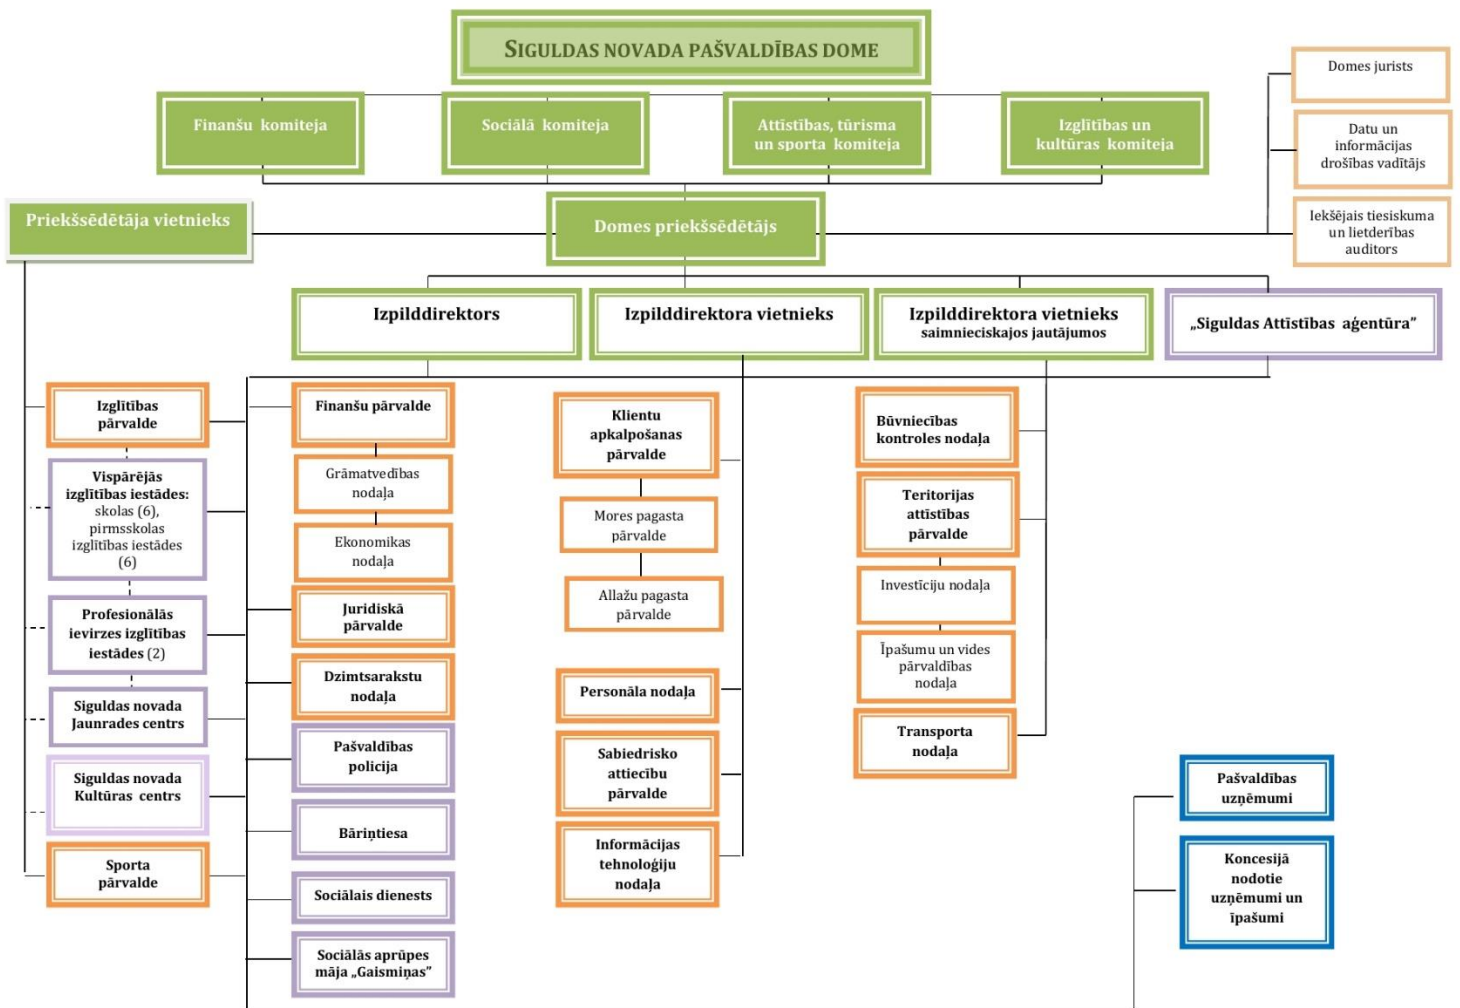 SIGULDAS NOVADA PAŠVALDĪBAS DOME
Finanšu komiteja
Sociālā komiteja
Attīstības, tūrisma
un sporta komiteja
Izglītības un
kultūras komiteja
Domes jurists
Datu un
informācijas
drošības vadītājs
Iekšējais tiesiskuma
un lietderības
auditors
Priekšsēdētāja vietnieks
Domes priekšsēdētājs
Izpilddirektors
Izpilddirektora vietnieks
Izpilddirektora vietnieks
saimnieciskajos jautājumos
„Siguldas Attīstības aģentūra”
Izglītības
pārvalde
Vispārējās
izglītības iestādes:
skolas (6),
pirmsskolas
izglītības iestādes
(6)
Profesionālās
ievirzes izglītības
iestādes (2)
Siguldas novada
Jaunrades centrs
Siguldas novada
Kultūras centrs
Sporta
pārvalde
Finanšu pārvalde
Grāmatvedības
nodaļa
Ekonomikas
nodaļa
Juridiskā
pārvalde
Dzimtsarakstu
nodaļa
Pašvaldības
policija
Bāriņtiesa
Sociālais dienests
Sociālās aprūpes
māja „Gaismiņas”
Klientu
apkalpošanas
pārvalde
Mores pagasta
pārvalde
Allažu pagasta
pārvalde
Personāla nodaļa
Sabiedrisko
attiecību
pārvalde
Informācijas
tehnoloģiju
nodaļa
Būvniecības
kontroles nodaļa
Teritorijas
attīstības
pārvalde
Investīciju nodaļa
Īpašumu un vides
pārvaldības
nodaļa
Transporta
nodaļa
Pašvaldības
uzņēmumi
Koncesijā
nodotie
uzņēmumi un
īpašumi